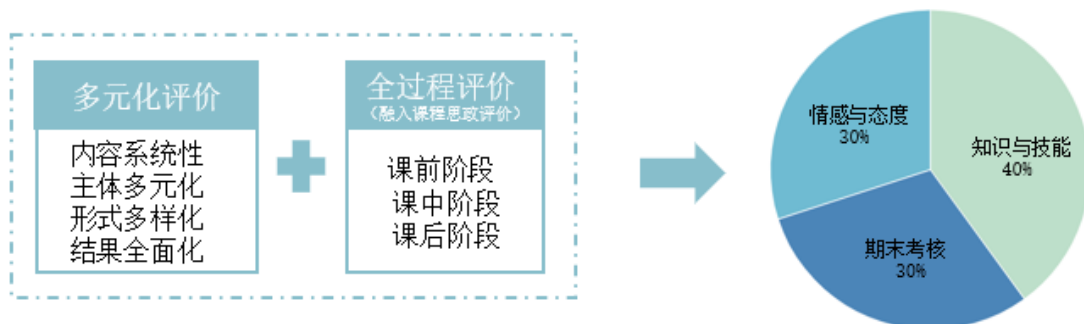 多元化评价
内容系统性
主体多元化
形式多样化
结果全面化
全过程评价
（融入课程思政评价）
课前阶段
课中阶段
课后阶段
情感与态度
30%
知识与技能
40%
期末考核
30%